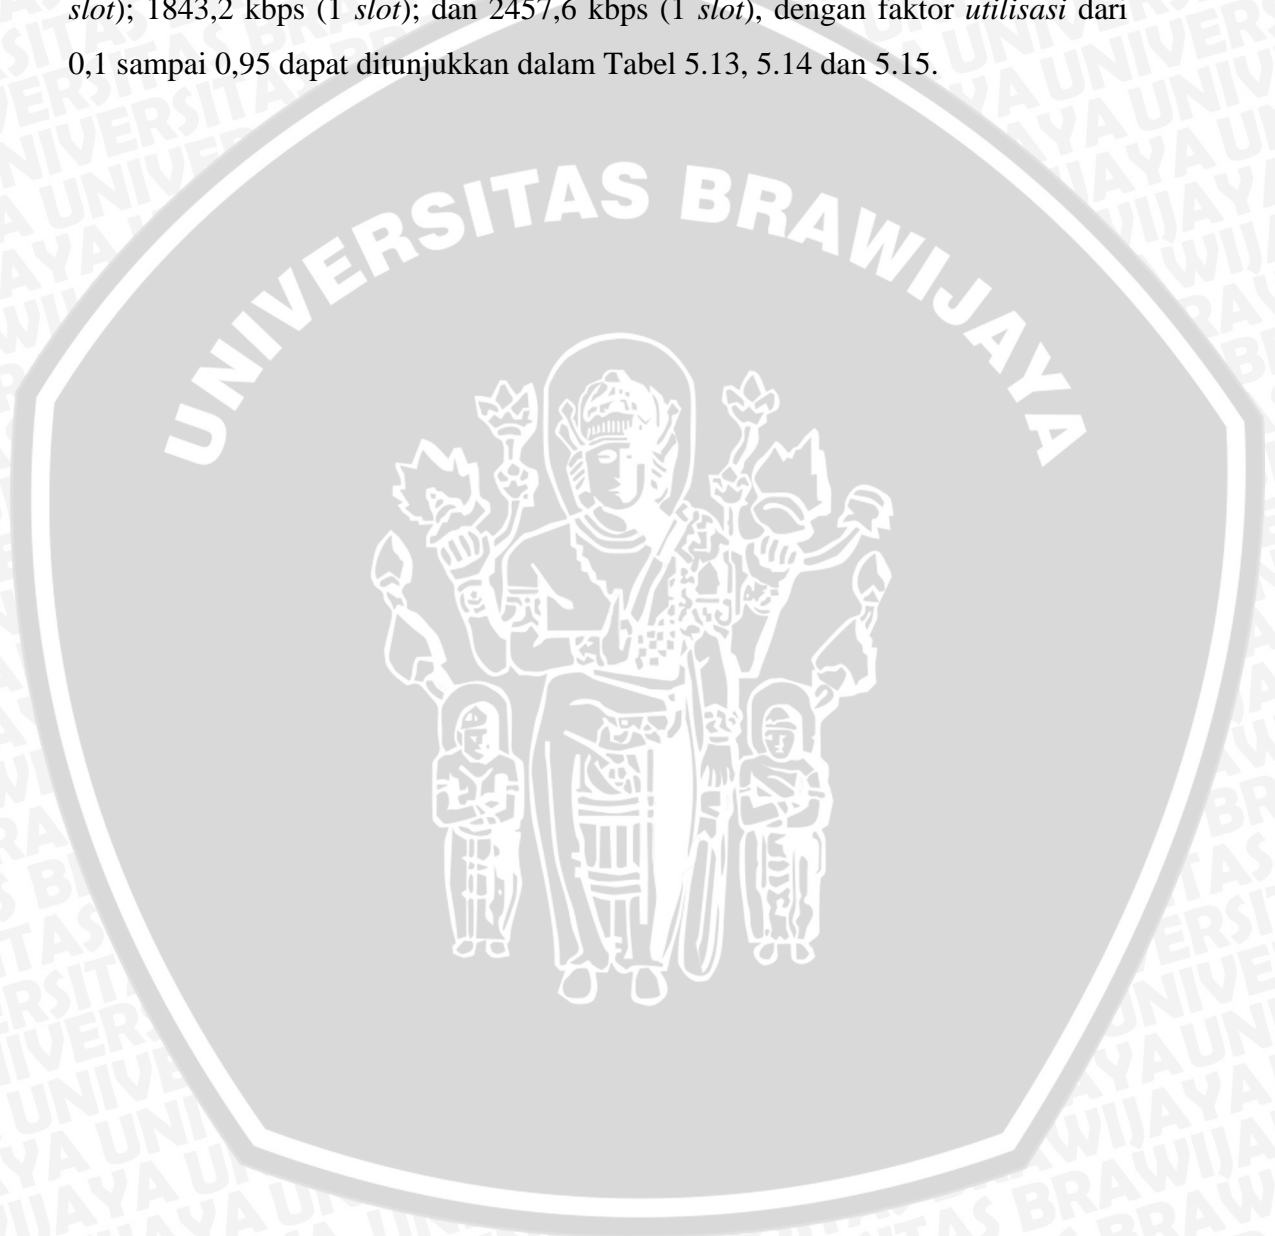 slot); 1843,2 kbps (1 slot); dan 2457,6 kbps (1 slot), dengan faktor utilisasi dari
0,1 sampai 0,95 dapat ditunjukkan dalam Tabel 5.13, 5.14 dan 5.15.
UNIVERSITAS BRAWIJAYA